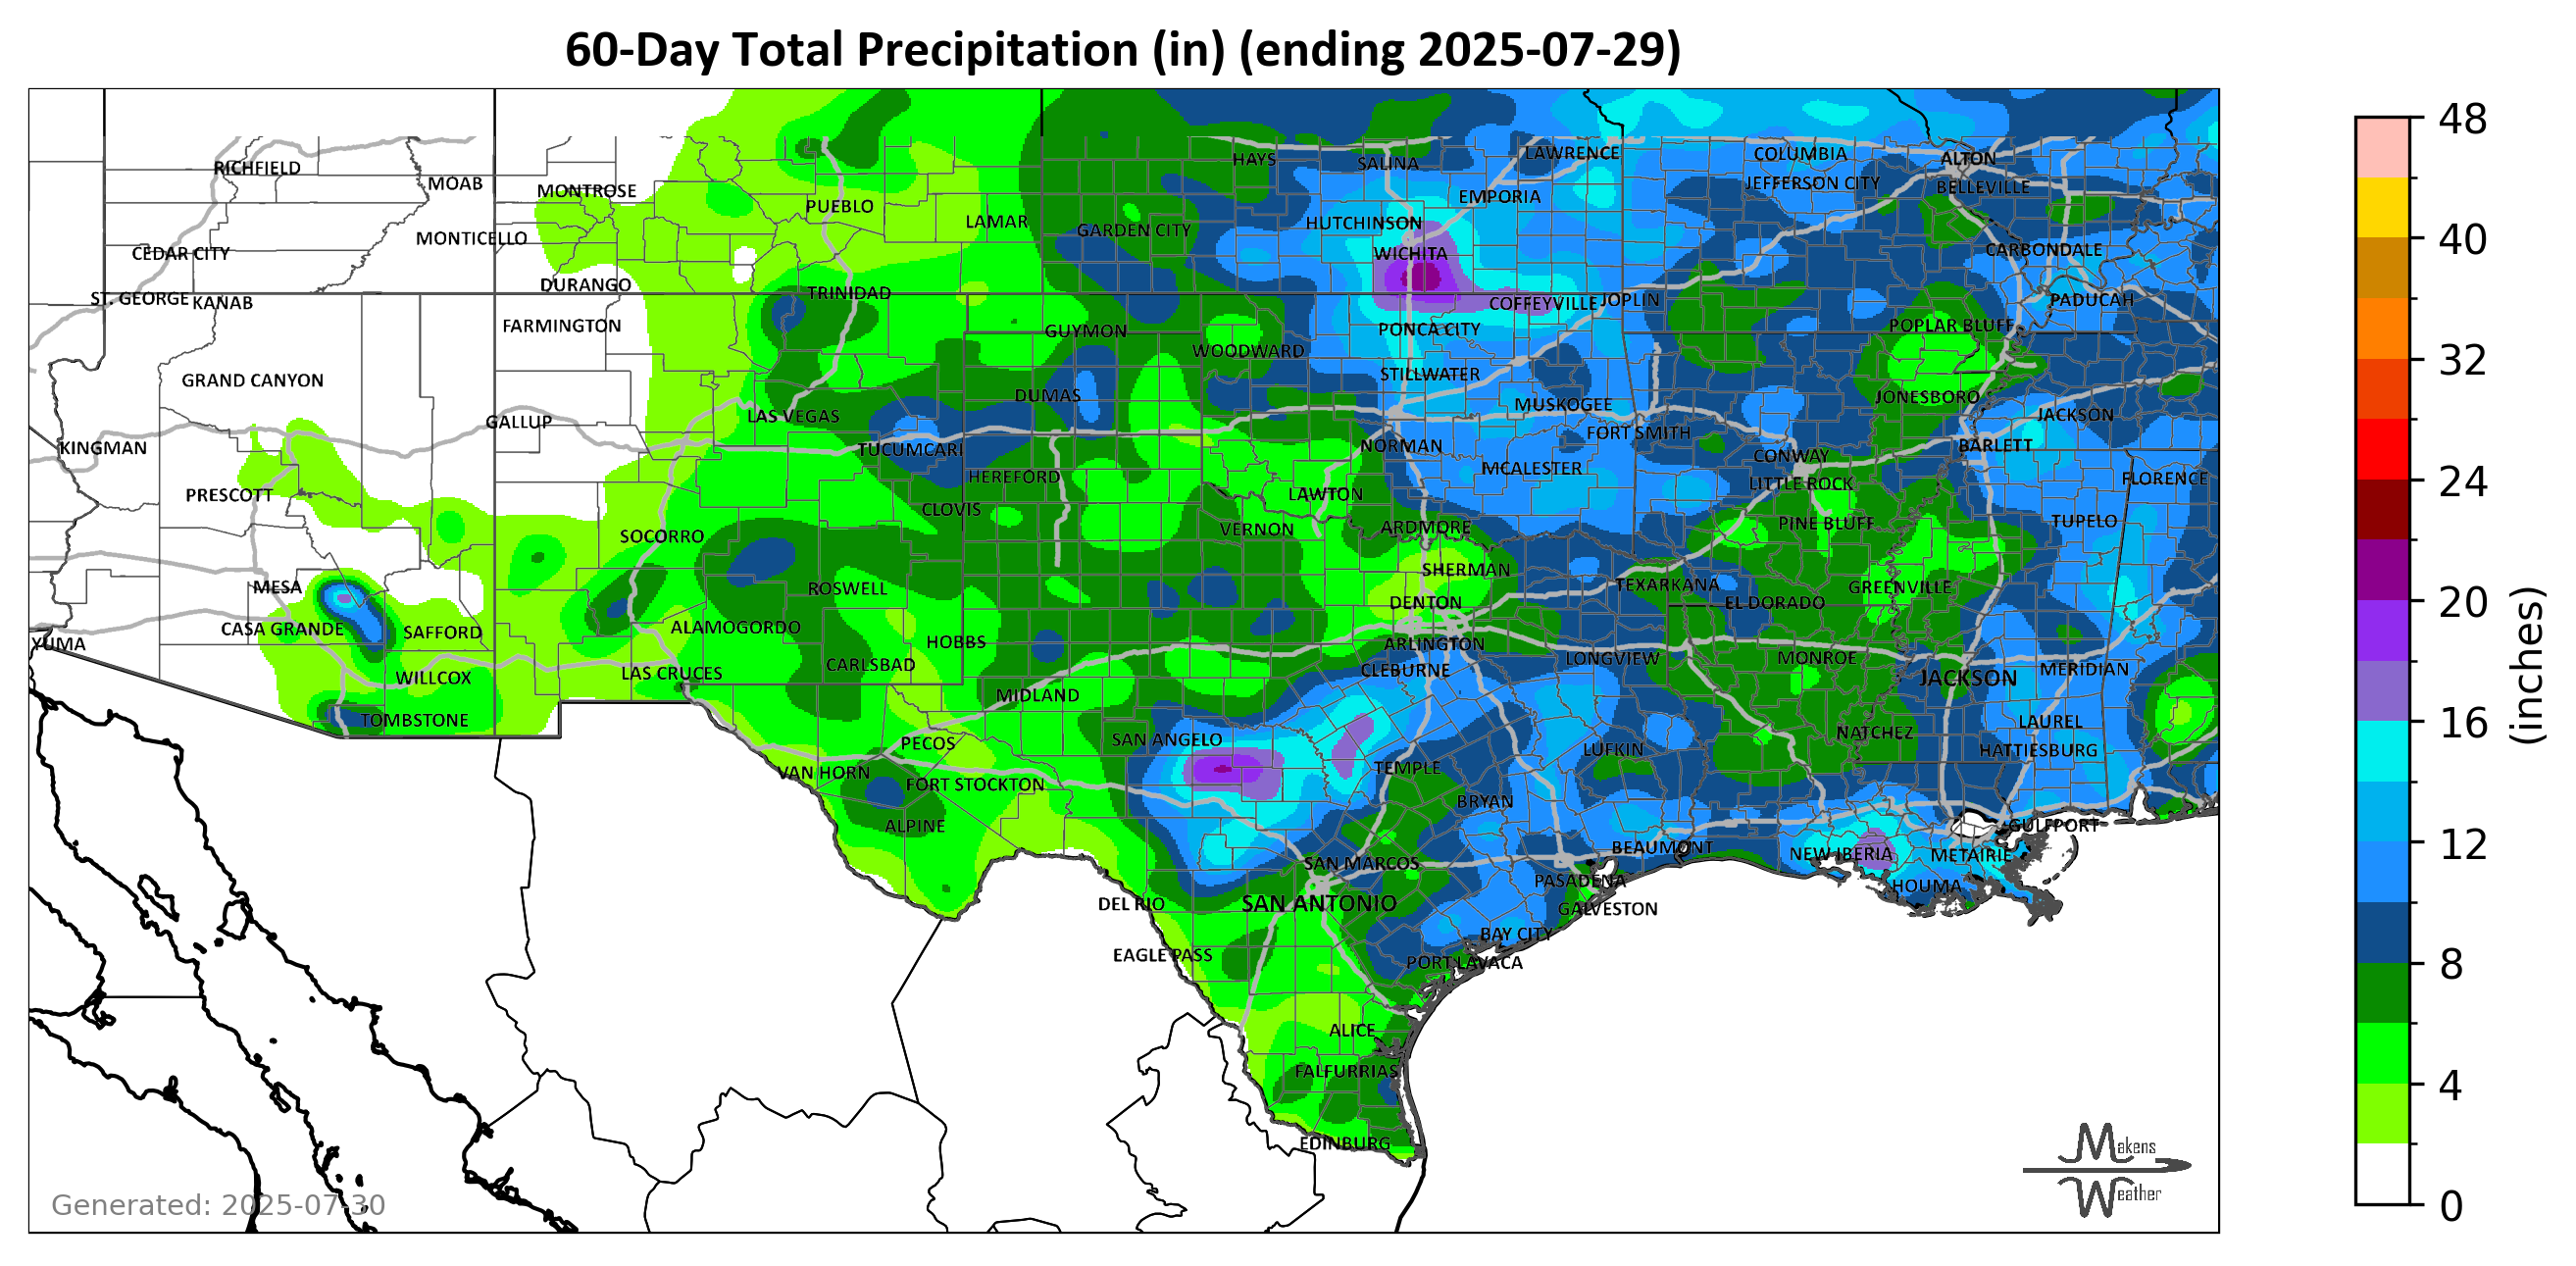 60-Day Total Precipitation (in) (ending 2025-07-29)
RICHFIELD
MOAB
MONTROSE
PUEBLO
LAMAR
HAYS
SALINA
LAWRENCE
COLUMBIA
ALTON
JEFFERSON CITY
BELLEVILLE
EMPORIA
GARDEN CITY
HUTCHINSON
MONTICELLO
CEDAR CITY
WICHITA
CARBONDALE
DURANGO
TRINIDAD
ST. GEORGE
KANAB
COFFEYVILLE
JOPLIN
PADUCAH
FARMINGTON
GUYMON
PONCA CITY
POPLAR BLUFF
WOODWARD
GRAND CANYON
STILLWATER
DUMAS
MUSKOGEE
JONESBORO
JACKSON
GALLUP
LAS VEGAS
FORT SMITH
KINGMAN
TUCUMCARI
NORMAN
BARLETT
CONWAY
MCALESTER
HEREFORD
FLORENCE
PRESCOTT
LAWTON
LITTLE ROCK
CLOVIS
SOCORRO
VERNON
ARDMORE
PINE BLUFF
TUPELO
SHERMAN
MESA
ROSWELL
TEXARKANA
GREENVILLE
DENTON
EL DORADO
CASA GRANDE
SAFFORD
ALAMOGORDO
YUMA
HOBBS
ARLINGTON
LAS CRUCES
CARLSBAD
CLEBURNE
LONGVIEW
MONROE
MERIDIAN
WILLCOX
JACKSON
MIDLAND
TOMBSTONE
LAUREL
PECOS
SAN ANGELO
NATCHEZ
LUFKIN
HATTIESBURG
VAN HORN
FORT STOCKTON
TEMPLE
BRYAN
ALPINE
GULFPORT
SAN MARCOS
BEAUMONT
NEW IBERIA
METAIRIE
PASADENA
HOUMA
DEL RIO
SAN ANTONIO
GALVESTON
BAY CITY
EAGLE PASS
PORT LAVACA
ALICE
FALFURRIAS
EDINBURG
Generated: 2025-07-30
Makens
Weather
48
40
32
24
20
16
12
8
4
0
(inches)